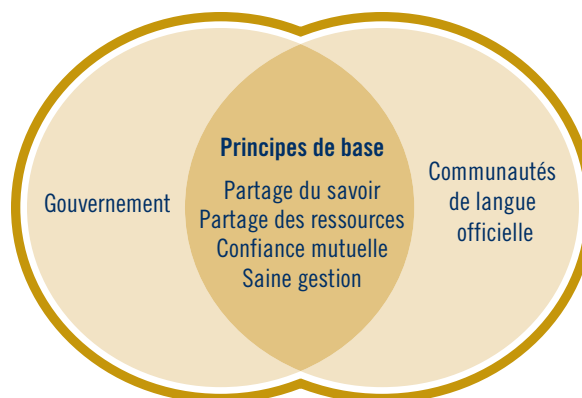 Gouvernement
Principes de base
Partage du savoir
Partage des ressources
Confiance mutuelle
Saine gestion
Communautés
de langue
officielle